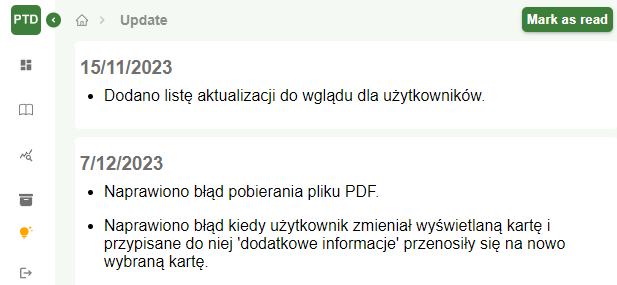 PTD
Update
Mark as read
15/11/2023
Dodano listę aktualizacji do wglądu dla użytkowników.
7/12/2023
Naprawiono błąd pobierania pliku PDF.
Naprawiono błąd kiedy użytkownik zmieniał wyświetlaną kartę i
przypisane do niej 'dodatkowe informacje' przenosiły się na nowo
wybraną kartę.